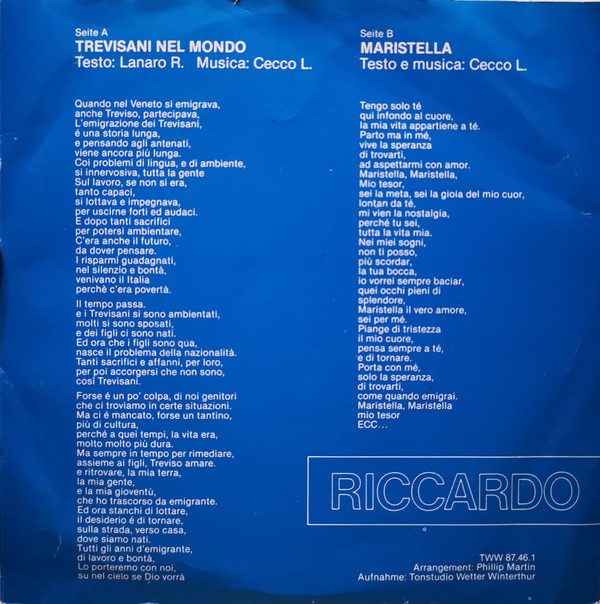 Seite A
TREVISANI NEL MONDO
Testo: Lanaro R. Musica: Cecco L.
Quando nel Veneto si emigrava,
anche Treviso, partecipava,
L'emigrazione dei Trevisani,
é una storia lunga,
e pensando agli antenati,
viene ancora più lunga.
Coi problemi di lingua, e di ambiente,
si innervosiva, tutta la gente
Sul lavoro, se non si era,
tanto capaci,
si lottava e impegnava,
per uscirne forti ed audaci.
E dopo tanti sacrifici
per potersi ambientare,
C'era anche il futuro,
da dover pensare.
I risparmi guadagnati,
nel silenzio e bontà,
venivano il Italia
perchè c'era povertà.
Il tempo passa.
e i Trevisani si sono ambientati,
molti si sono sposati,
e dei figli ci sono nati.
Ed ora che i figli sono qua,
nasce il problema della nazionalità.
Tanti sacrifici e affanni, per loro,
per poi accorgersi che non sono,
così Trevisani.
Forse é un po' colpa, di noi genitori
che ci troviamo in certe situazioni.
Ma ci é mancato, forse un tantino,
più di cultura,
perché a quei tempi, la vita era,
molto molto più dura.
Ma sempre in tempo per rimediare,
assieme ai figli, Treviso amare.
e ritrovare, la mia terra,
la mia gente,
e la mia gioventù,
che ho trascorso da emigrante.
Ed ora stanchi di lottare,
il desiderio é di tornare,
sulla strada, verso casa,
dove siamo nati.
Tutti gli anni d'emigrante,
di lavoro e bontà,
Lo porteremo con noi,
su nel cielo se Dio vorrà
Seite B
MARISTELLA
Testo e musica: Cecco L.
Tengo solo té
qui infondo al cuore,
la mia vita appartiene a té.
Parto ma in mé,
vive la speranza
di trovarti,
ad aspettarmi con amor.
Maristella, Maristella,
Mio tesor,
sei la meta, sei la gioia del mio cuor,
lontan da té,
mi vien la nostalgia,
perché tu sei,
tutta la vita mia.
Nei miei sogni,
non ti posso,
più scordar,
la tua bocca,
io vorrei sempre baciar,
quei occhi pieni di
splendore,
Maristella il vero amore,
sei per mé.
Piange di tristezza
il mio cuore,
pensa sempre a té,
e di tornare.
Porta con mé,
solo la speranza,
di trovarti,
come quando emigrai.
Maristella, Maristella
mio tesor
ECC...
RICCARDO
TWW 87.46.1
Arrangement: Phillip Martin
Aufnahme: Tonstudio Wetter Winterthur